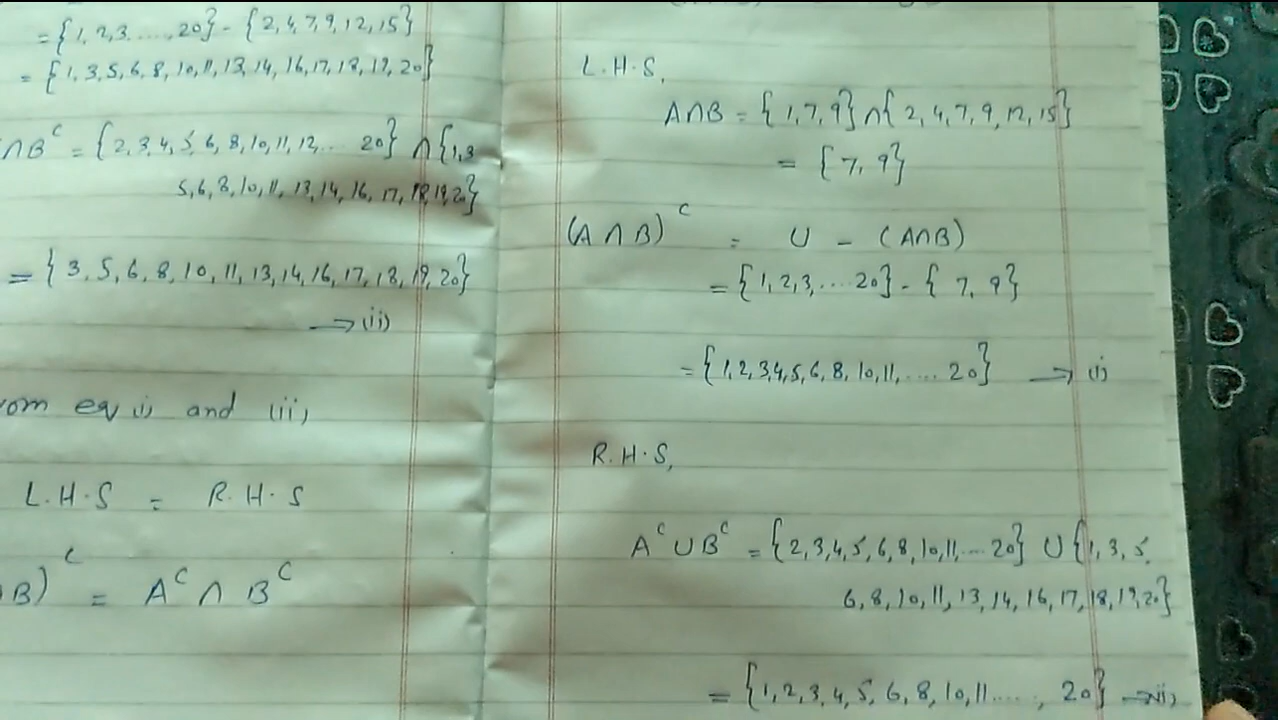 = { 1, 2, 3 ...., 20} - { 2, 4, 7, 9, 12, 15}
= { 1, 3, 5, 6, 8, 10, 11, 13, 14, 16, 17, 18, 19, 20}
∩ B^c = { 2, 3, 4, 5, 6, 8, 10, 11, 12, .. 20} ∩ { 1, 3
5, 6, 8, 10, 11, 13, 14, 16, 17, 18, 19, 20}
= { 3, 5, 6, 8, 10, 11, 13, 14, 16, 17, 18, 19, 20}
→ (ii)
om eq (i) and (ii)
L.H.S = R.H.S
B)^c = A^c ∩ B^c
L.H.S,
A∩B = { 1, 7, 9} ∩ { 2, 4, 7, 9, 12, 15}
= { 7, 9}
(A ∩ B)^c = U - (A∩B)
= { 1, 2, 3, .... 20} - { 7, 9}
= { 1, 2, 3, 4, 5, 6, 8, 10, 11, .... 20} → (i)
R.H.S,
A^c ∪ B^c = { 2, 3, 4, 5, 6, 8, 10, 11, ... 20} ∪ { 1, 3, 5,
6, 8, 10, 11, 13, 14, 16, 17, 18, 19, 20}
= { 1, 2, 3, 4, 5, 6, 8, 10, 11 ....., 20} → ii)